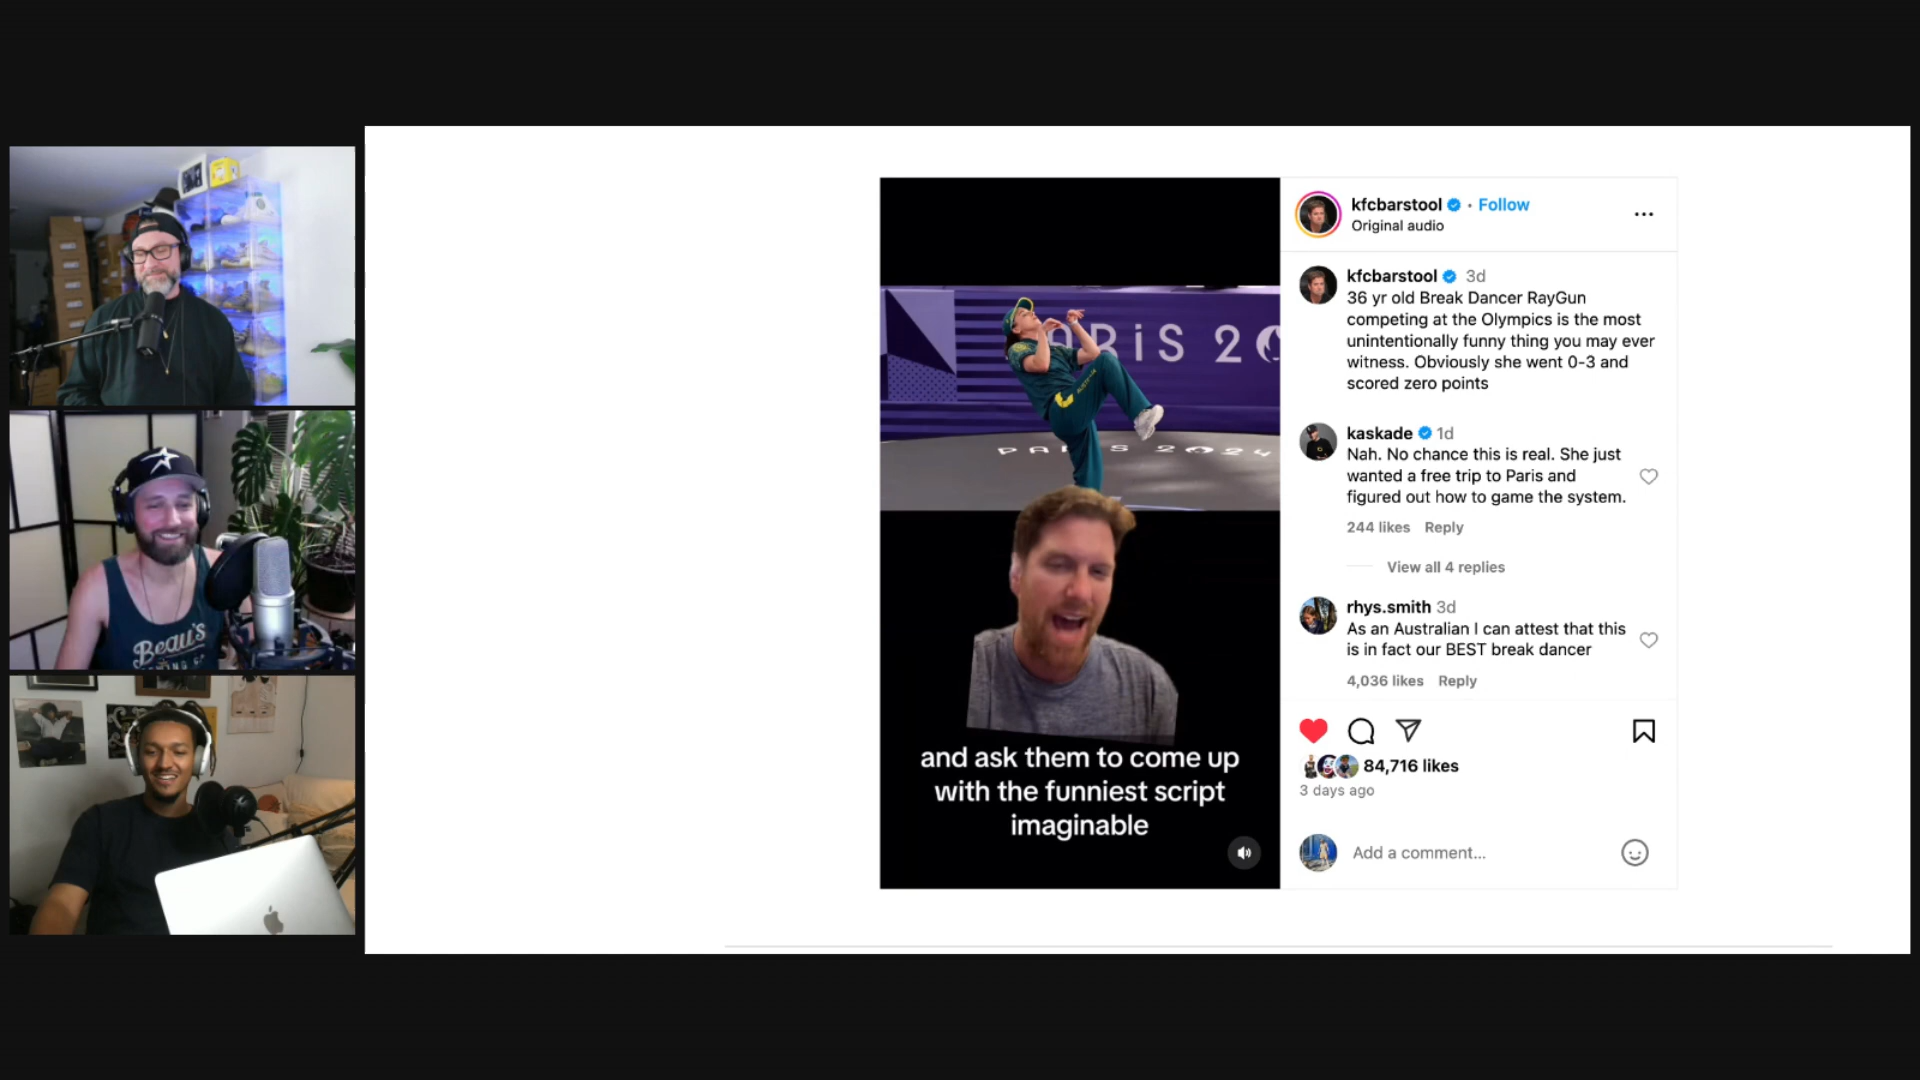 Beau's
PARiS 20
PARIS 2024
and ask them to come up
with the funniest script
imaginable
kfcbarstool • Follow
Original audio
kfcbarstool 3d
36 yr old Break Dancer RayGun
competing at the Olympics is the most
unintentionally funny thing you may ever
witness. Obviously she went 0-3 and
scored zero points
kaskade 1d
Nah. No chance this is real. She just
wanted a free trip to Paris and
figured out how to game the system.
244 likes Reply
View all 4 replies
rhys.smith 3d
As an Australian I can attest that this
is in fact our BEST break dancer
4,036 likes Reply
84,716 likes
3 days ago
Add a comment...